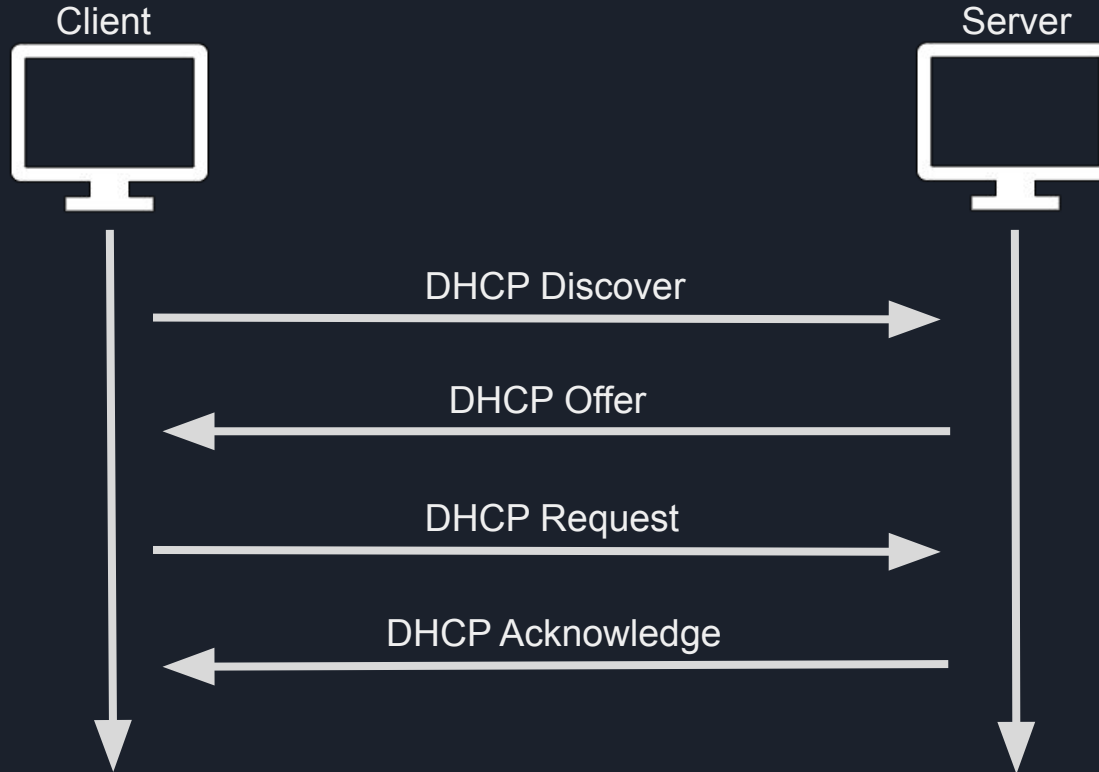 Client
Server
DHCP Discover
DHCP Offer
DHCP Request
DHCP Acknowledge